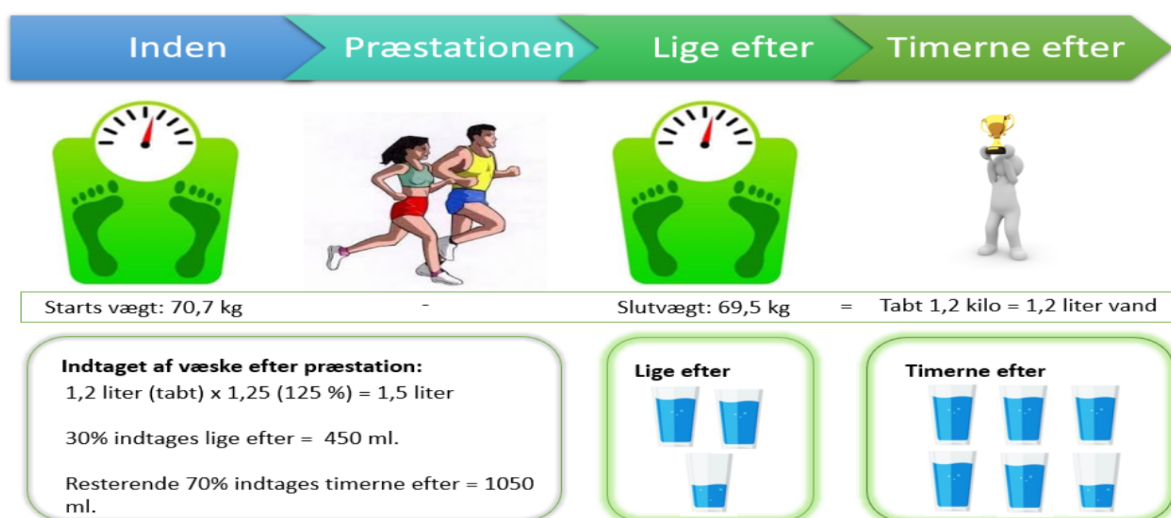 Inden
Præstationen
Lige efter
Timerne efter
Starts vægt: 70,7 kg - Slutvægt: 69,5 kg = Tabt 1,2 kilo = 1,2 liter vand
Indtaget af væske efter præstation:
1,2 liter (tabt) x 1,25 (125 %) = 1,5 liter
30% indtages lige efter = 450 ml.
Resterende 70% indtages timerne efter = 1050
ml.
Lige efter
Timerne efter